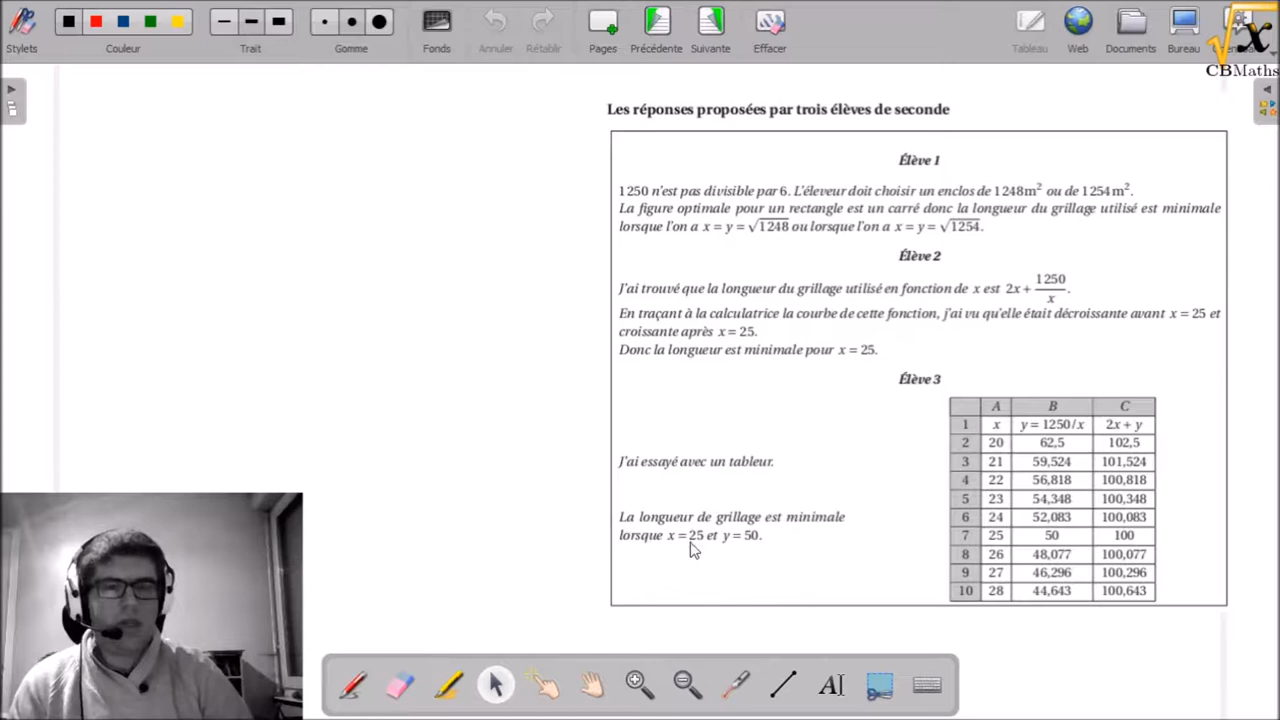 Stylets Couleur Trait Gomme Fonds Annuler Rétablir Pages Précédente Suivante Effacer Tableau Web Documents Bureau
CBMaths
Les réponses proposées par trois élèves de seconde
Élève 1
1250 n'est pas divisible par 6. L'éleveur doit choisir un enclos de 1248m² ou de 1254m².
La figure optimale pour un rectangle est un carré donc la longueur du grillage utilisé est minimale
lorsque l'on a x = y = √1248 ou lorsque l'on a x = y = √1254.
Élève 2
J'ai trouvé que la longueur du grillage utilisé en fonction de x est 2x + 1250/x.
En traçant à la calculatrice la courbe de cette fonction, j'ai vu qu'elle était décroissante avant x = 25 et
croissante après x = 25.
Donc la longueur est minimale pour x = 25.
Élève 3
J'ai essayé avec un tableur.
La longueur de grillage est minimale
lorsque x = 25 et y = 50.
A B C
1 x y = 1250/x 2x + y
2 20 62,5 102,5
3 21 59,524 101,524
4 22 56,818 100,818
5 23 54,348 100,348
6 24 52,083 100,083
7 25 50 100
8 26 48,077 100,077
9 27 46,296 100,296
10 28 44,643 100,643